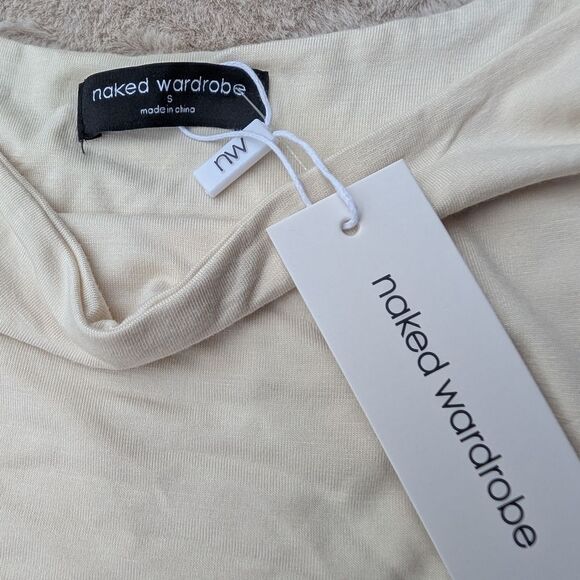 naked wardrobe
S
made in china
nw
naked wardrobe